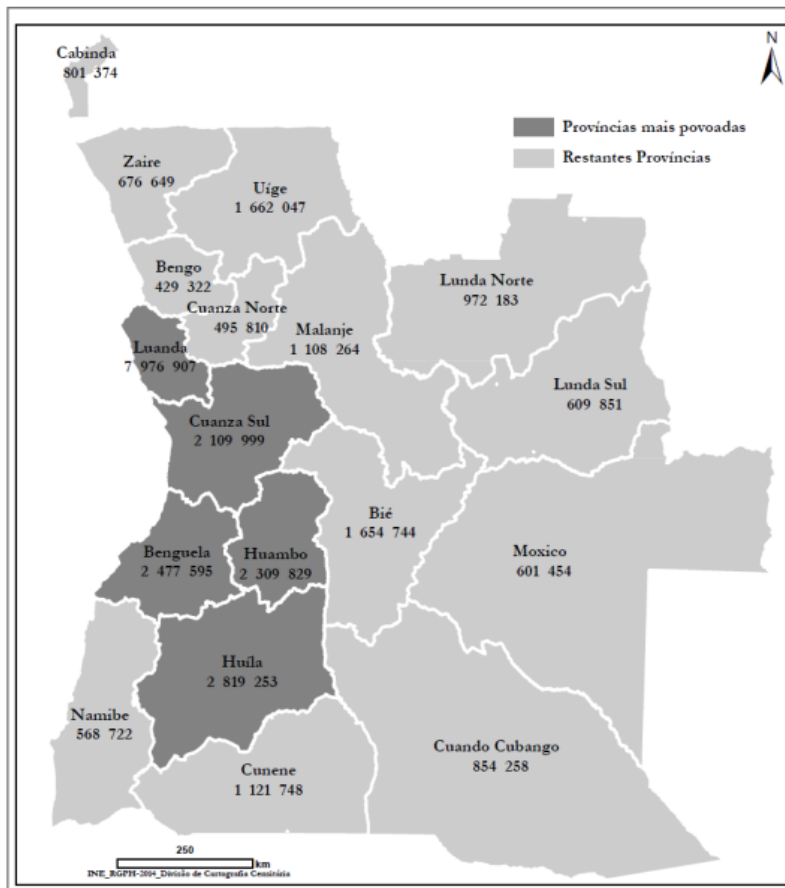 N
Cabinda
801 374
Províncias mais povoadas
Restantes Províncias
Zaire
676 649
Uíge
1 662 047
Bengo
429 322
Cuanza Norte
495 810
Lunda Norte
972 183
Malanje
1 108 264
Luanda
7 976 907
Lunda Sul
609 851
Cuanza Sul
2 109 999
Bié
1 654 744
Benguela
2 477 595
Huambo
2 309 829
Moxico
601 454
Huíla
2 819 253
Namibe
568 722
Cuando Cubango
854 258
Cunene
1 121 748
250
km
INE_RGPH-2014_Divisão de Cartografia Censitária